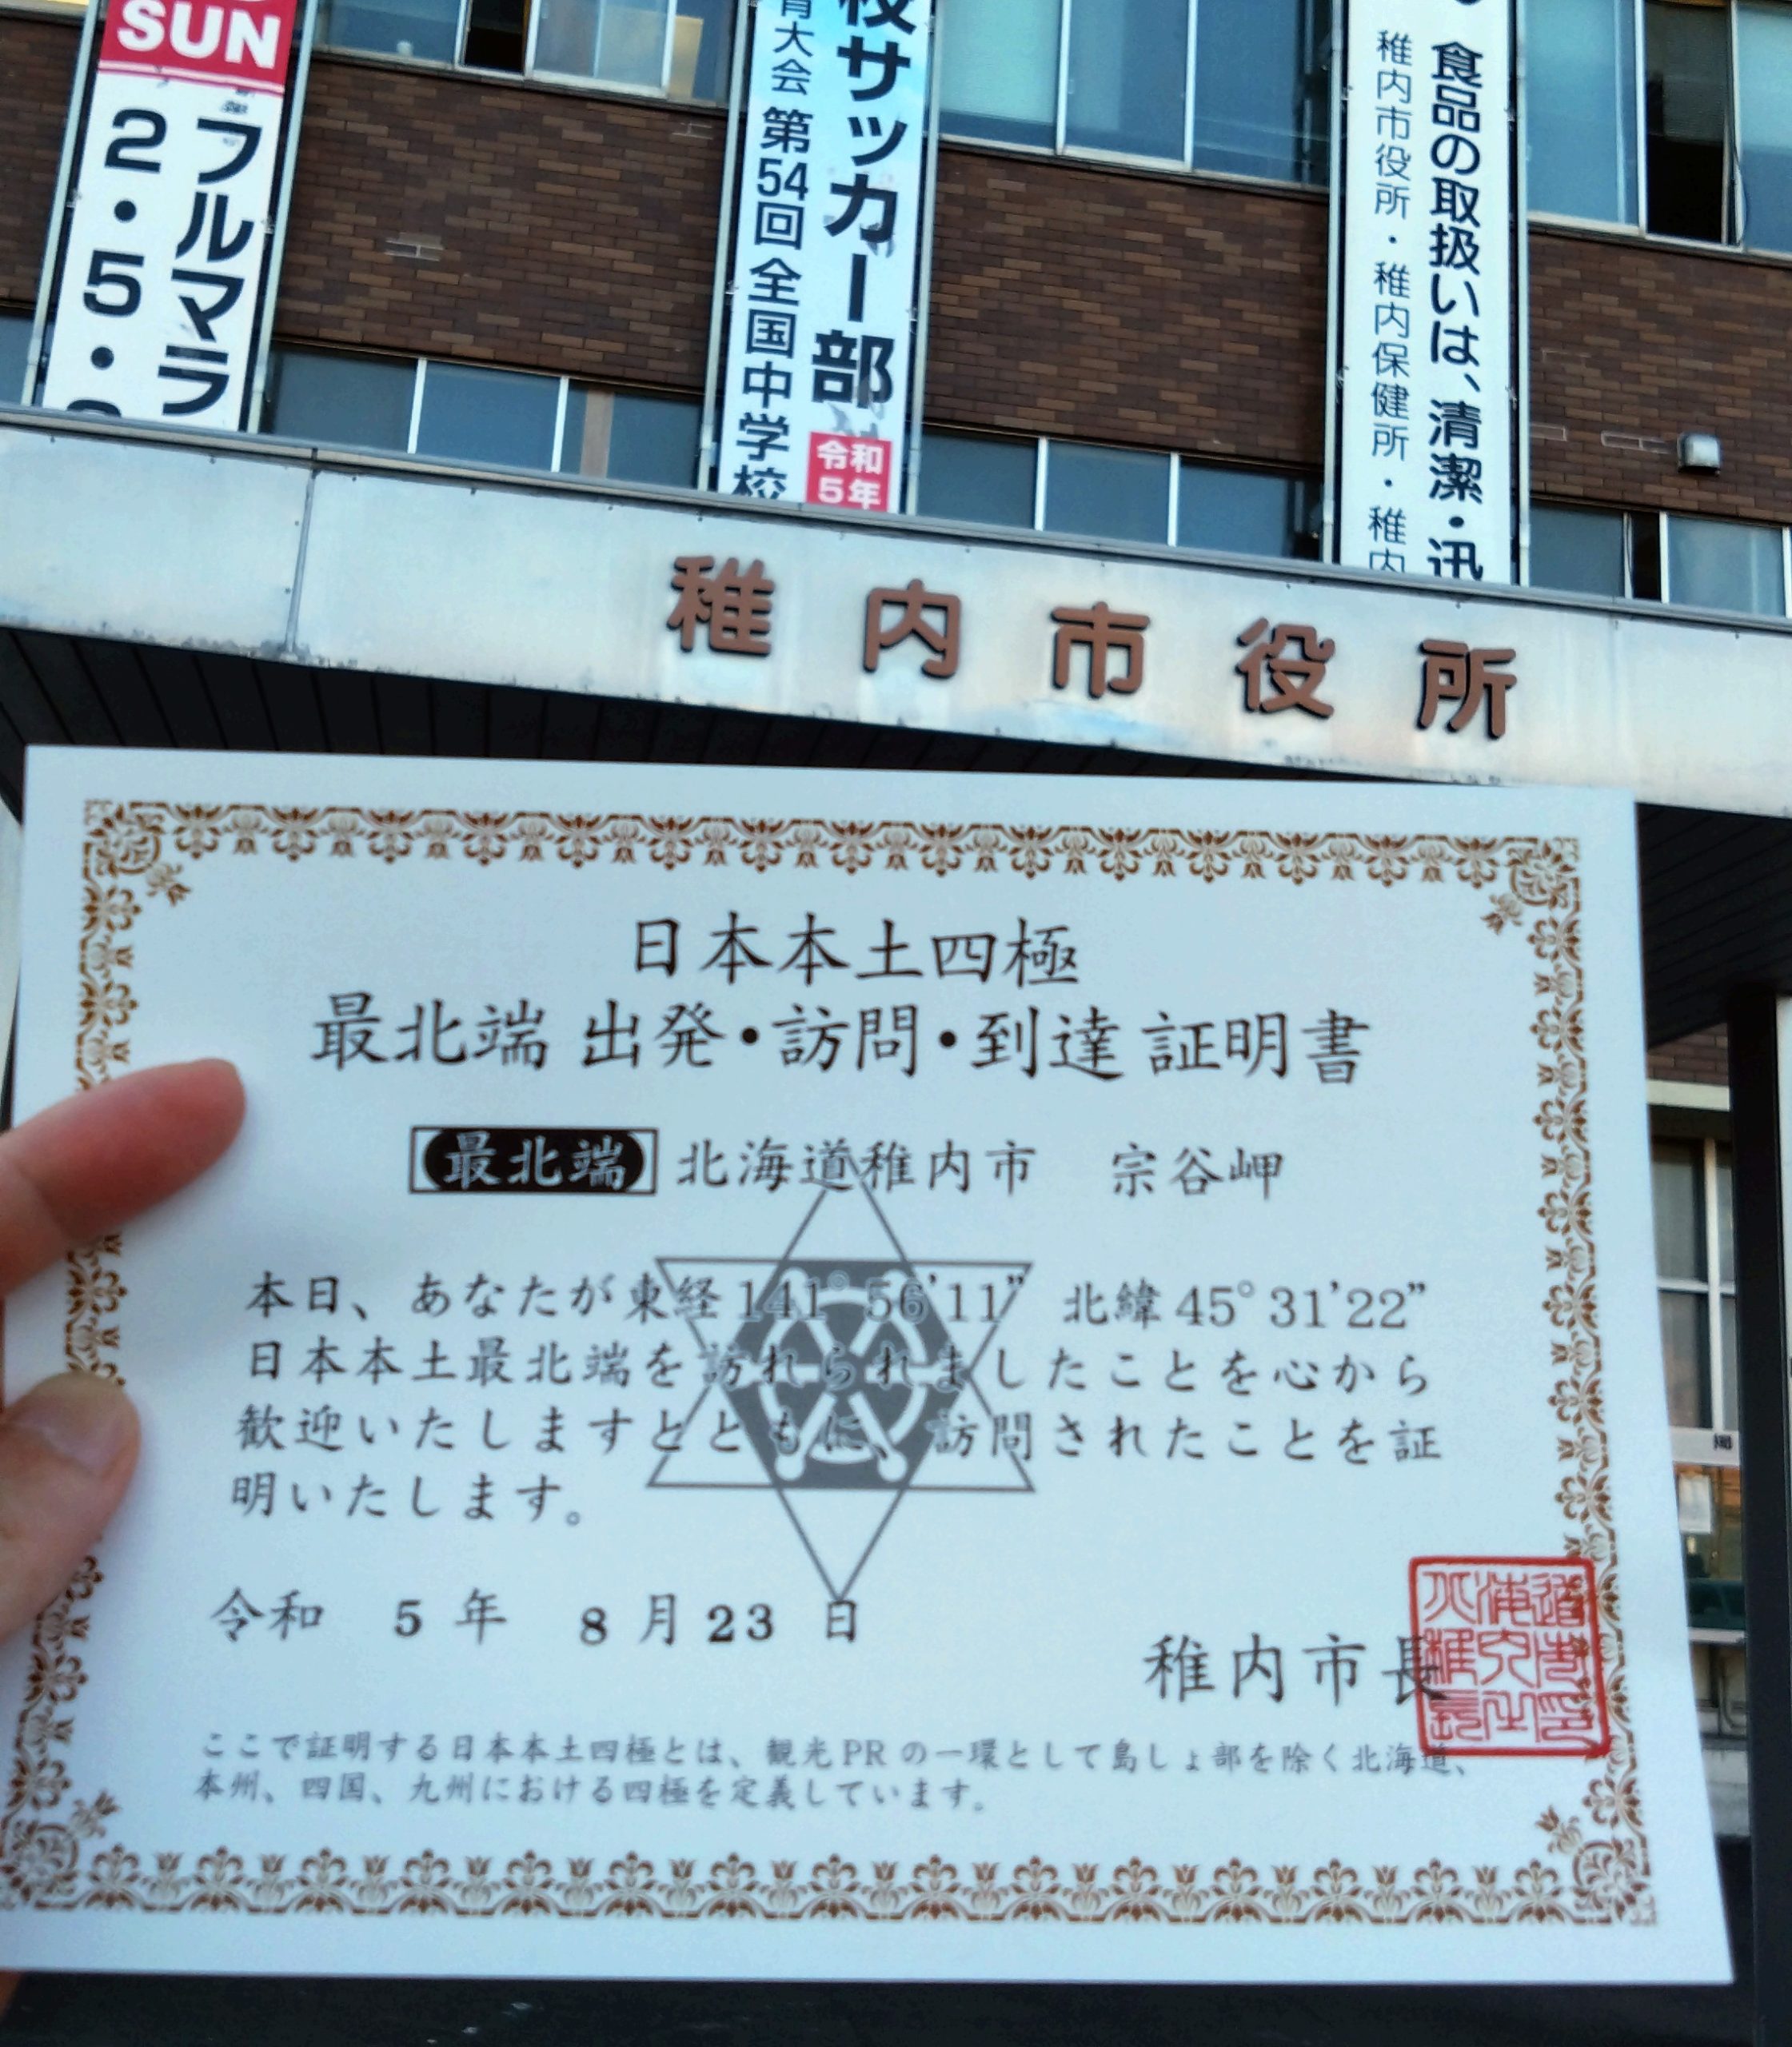 SUN
フルマラ
2・5・
校サッカー部
令和
5年
育大会 第54回 全国中学校
食品の取扱いは、清潔・迅
稚内市役所・稚内保健所・稚内
稚内市役所
日本本土四極
最北端 出発・訪問・到達 証明書
最北端 北海道稚内市 宗谷岬
本日、あなたが東経141°56'11" 北緯45°31'22"
日本本土最北端を訪れられましたことを心から
歓迎いたしますとともに、訪問されたことを証
明いたします。
令和 5 年 8 月 23 日
稚内市長
ここで証明する日本本土四極とは、観光PRの一環として島しょ部を除く北海道、
本州、四国、九州における四極を定義しています。